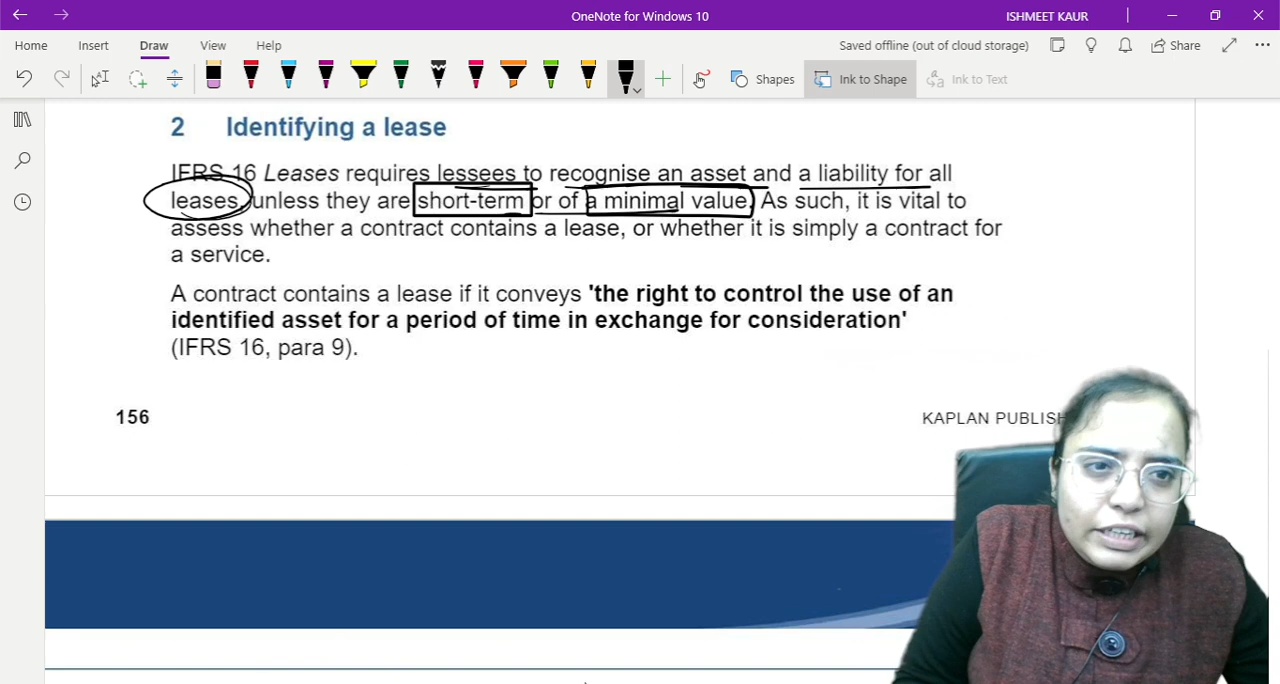 OneNote for Windows 10
ISHMEET KAUR
Home Insert Draw View Help
Saved offline (out of cloud storage)
Share
Shapes
Ink to Shape
Ink to Text
2 Identifying a lease
IFRS 16 Leases requires lessees to recognise an asset and a liability for all
leases, unless they are short-term or of a minimal value. As such, it is vital to
assess whether a contract contains a lease, or whether it is simply a contract for
a service.
A contract contains a lease if it conveys 'the right to control the use of an
identified asset for a period of time in exchange for consideration'
(IFRS 16, para 9).
156
KAPLAN PUBLISH